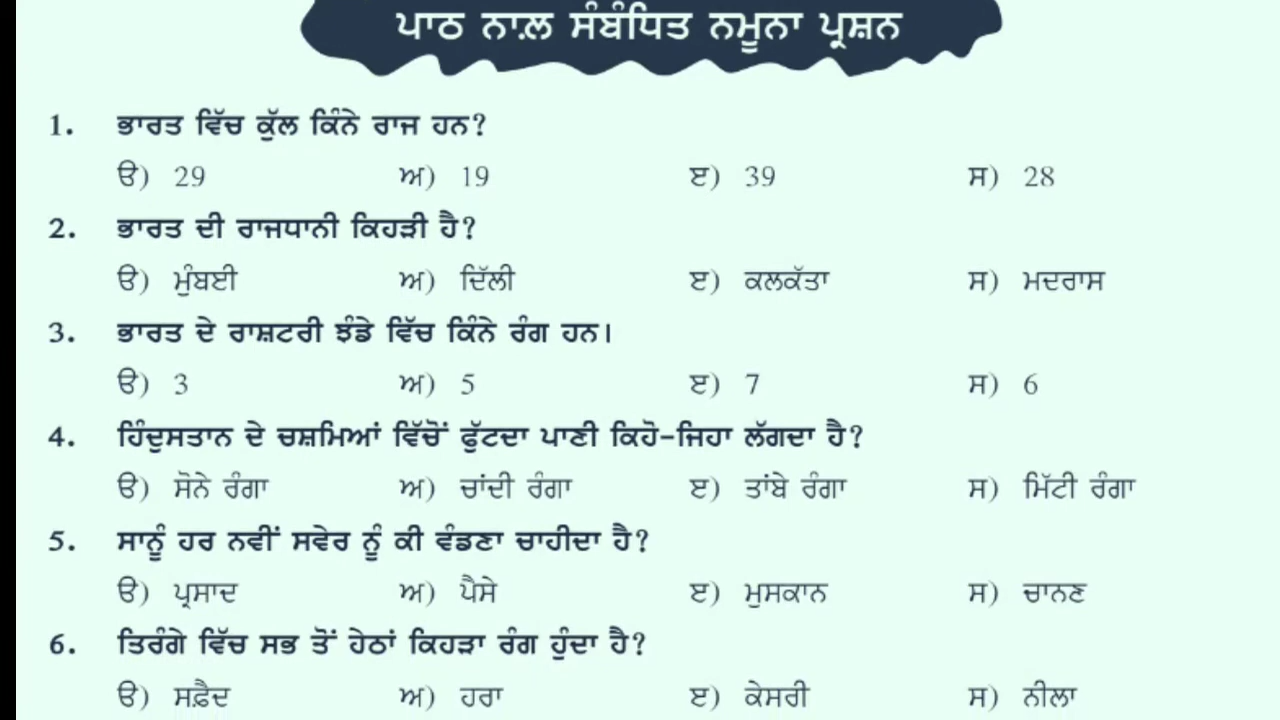 ਪਾਠ ਨਾਲ਼ ਸੰਬੰਧਿਤ ਨਮੂਨਾ ਪ੍ਰਸ਼ਨ
1. ਭਾਰਤ ਵਿੱਚ ਕੁੱਲ ਕਿੰਨੇ ਰਾਜ ਹਨ?
ੳ) 29 ਅ) 19 ੲ) 39 ਸ) 28
2. ਭਾਰਤ ਦੀ ਰਾਜਧਾਨੀ ਕਿਹੜੀ ਹੈ?
ੳ) ਮੁੰਬਈ ਅ) ਦਿੱਲੀ ੲ) ਕਲਕੱਤਾ ਸ) ਮਦਰਾਸ
3. ਭਾਰਤ ਦੇ ਰਾਸ਼ਟਰੀ ਝੰਡੇ ਵਿੱਚ ਕਿੰਨੇ ਰੰਗ ਹਨ।
ੳ) 3 ਅ) 5 ੲ) 7 ਸ) 6
4. ਹਿੰਦੁਸਤਾਨ ਦੇ ਚਸ਼ਮਿਆਂ ਵਿੱਚੋਂ ਫੁੱਟਦਾ ਪਾਣੀ ਕਿਹੋ-ਜਿਹਾ ਲੱਗਦਾ ਹੈ?
ੳ) ਸੋਨੇ ਰੰਗਾ ਅ) ਚਾਂਦੀ ਰੰਗਾ ੲ) ਤਾਂਬੇ ਰੰਗਾ ਸ) ਮਿੱਟੀ ਰੰਗਾ
5. ਸਾਨੂੰ ਹਰ ਨਵੀਂ ਸਵੇਰ ਨੂੰ ਕੀ ਵੰਡਣਾ ਚਾਹੀਦਾ ਹੈ?
ੳ) ਪ੍ਰਸਾਦ ਅ) ਪੈਸੇ ੲ) ਮੁਸਕਾਨ ਸ) ਚਾਨਣ
6. ਤਿਰੰਗੇ ਵਿੱਚ ਸਭ ਤੋਂ ਹੇਠਾਂ ਕਿਹੜਾ ਰੰਗ ਹੁੰਦਾ ਹੈ?
ੳ) ਸਫ਼ੈਦ ਅ) ਹਰਾ ੲ) ਕੇਸਰੀ ਸ) ਨੀਲਾ